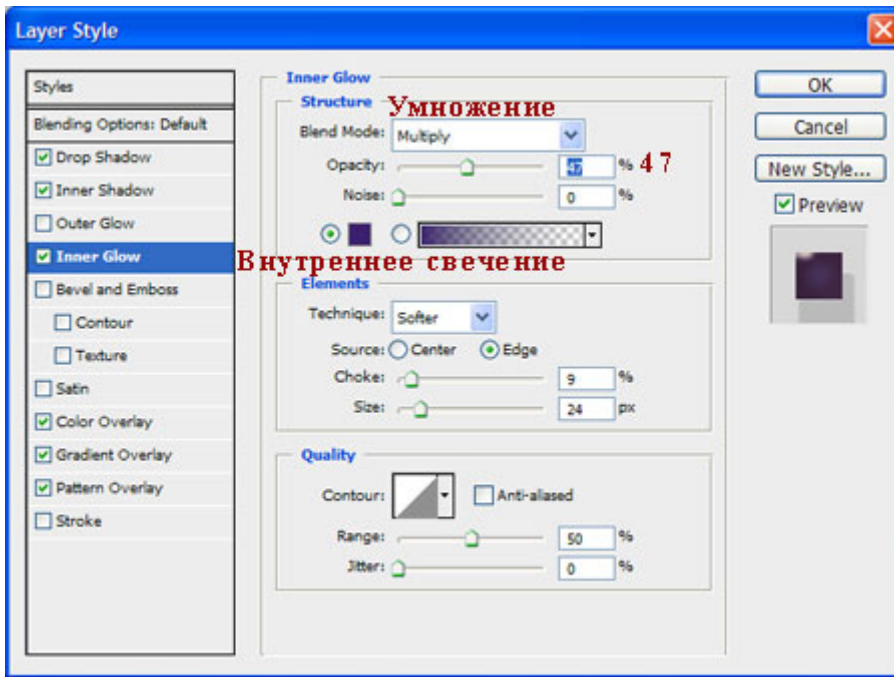 Layer Style
Styles
Blending Options: Default
Drop Shadow
Inner Shadow
Outer Glow
Inner Glow
Bevel and Emboss
Contour
Texture
Satin
Color Overlay
Gradient Overlay
Pattern Overlay
Stroke
Inner Glow
Structure
Умножение
Blend Mode: Multiply
Opacity: 47 % 47
Noise: 0 %
Внутреннее свечение
Elements
Technique: Softer
Source: Center Edge
Choke: 9 %
Size: 24 px
Quality
Contour: Anti-aliased
Range: 50 %
Jitter: 0 %
OK
Cancel
New Style...
Preview